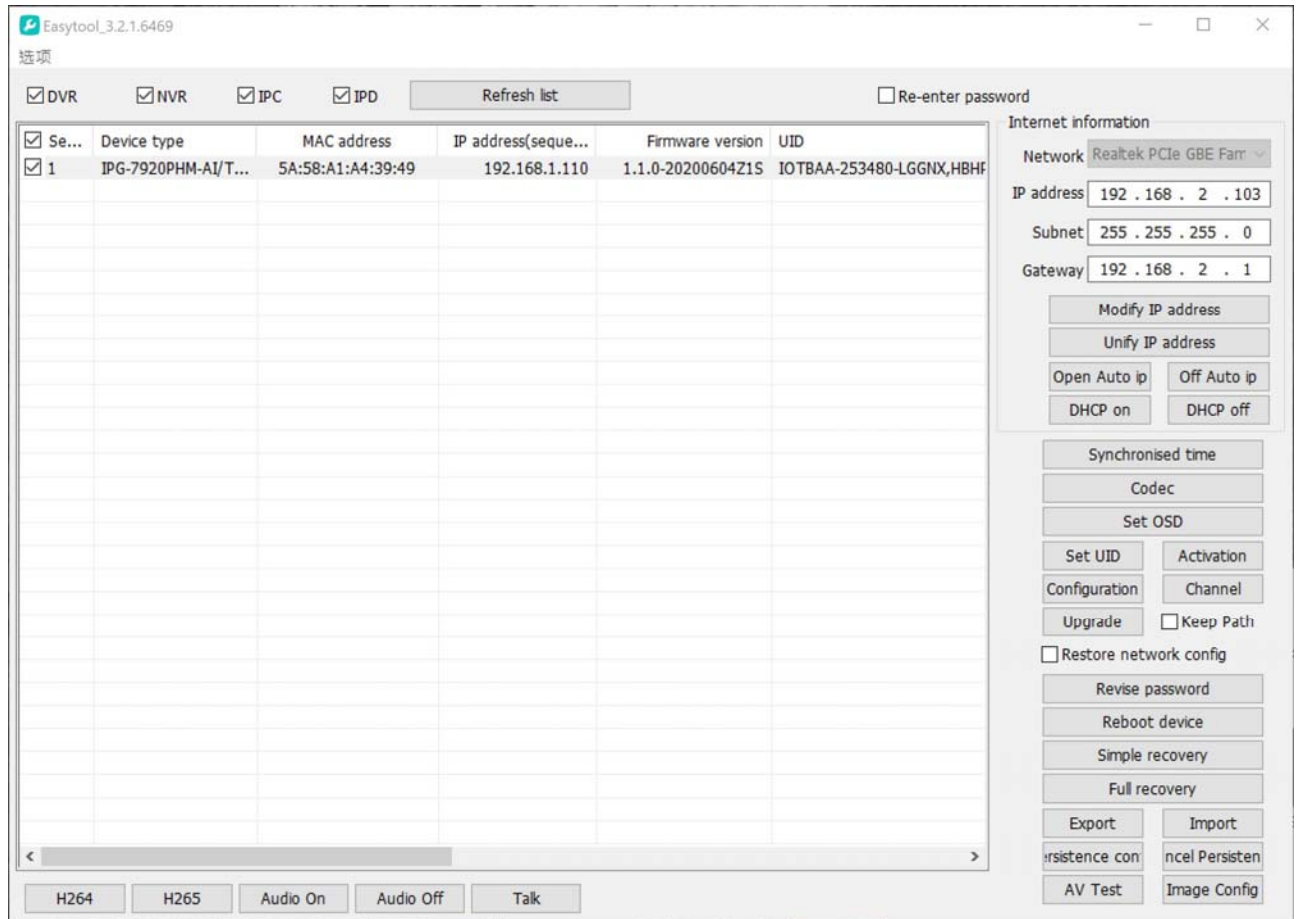 Easytool_3.2.1.6469
选项
DVR NVR IPC IPD Refresh list Re-enter password
Se... Device type MAC address IP address(seque... Firmware version UID
1 IPG-7920PHM-AI/T... 5A:58:A1:A4:39:49 192.168.1.110 1.1.0-20200604Z1S IOTBAA-253480-LGGNX,HBHF
Internet information
Network Realtek PCIe GBE Fam
IP address 192 . 168 . 2 . 103
Subnet 255 . 255 . 255 . 0
Gateway 192 . 168 . 2 . 1
Modify IP address
Unify IP address
Open Auto ip Off Auto ip
DHCP on DHCP off
Synchronised time
Codec
Set OSD
Set UID Activation
Configuration Channel
Upgrade Keep Path
Restore network config
Revise password
Reboot device
Simple recovery
Full recovery
Export Import
ersistence con ncel Persisten
AV Test Image Config
H264 H265 Audio On Audio Off Talk